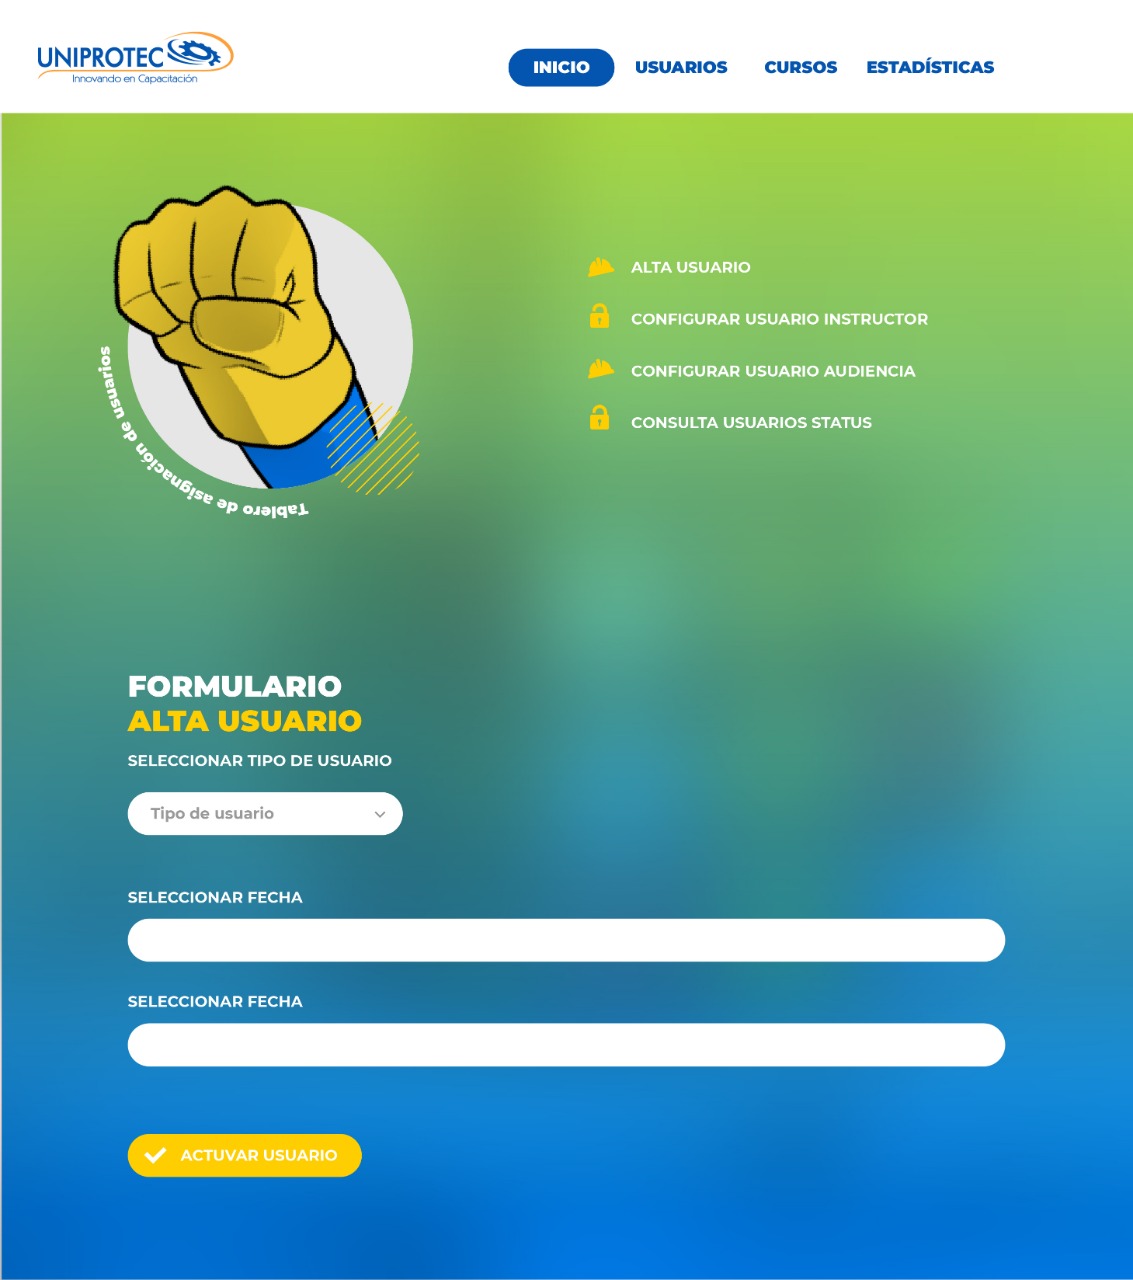 UNIPROTEC
Innovando en Capacitación
INICIO
USUARIOS
CURSOS
ESTADÍSTICAS
Tablero de asignación de usuarios
ALTA USUARIO
CONFIGURAR USUARIO INSTRUCTOR
CONFIGURAR USUARIO AUDIENCIA
CONSULTA USUARIOS STATUS
FORMULARIO
ALTA USUARIO
SELECCIONAR TIPO DE USUARIO
Tipo de usuario
SELECCIONAR FECHA
SELECCIONAR FECHA
ACTUVAR USUARIO